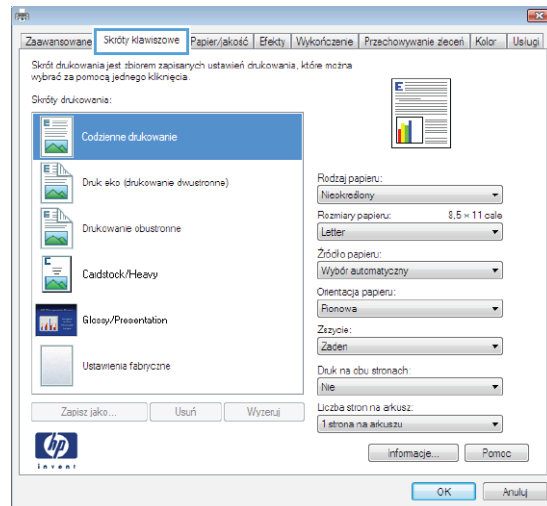 Zaawansowane Skróty klawiszowe Papier/jakość Efekty Wykończenie Przechowywanie zleceń Kolor Usługi
Skrót drukowania jest zbiorem zapisanych ustawień drukowania, które można
wybrać za pomocą jednego kliknięcia.
Skróty drukowania:
E
Codzienne drukowanie
Druk eko (drukowanie dwustronne)
Drukowanie obustronne
Cardstock/Heavy
Glossy/Presentation
Ustawienia fabryczne
Zapisz jako... Usuń Wyzeruj
Rodzaj papieru:
Nieokreślony
Rozmiary papieru: 8,5 × 11 cale
Letter
Źródło papieru:
Wybór automatyczny
Orientacja papieru:
Pionowa
Zszycie:
Żaden
Druk na obu stronach:
Nie
Liczba stron na arkusz:
1 strona na arkuszu
hp
invent
Informacje... Pomoc
OK Anuluj